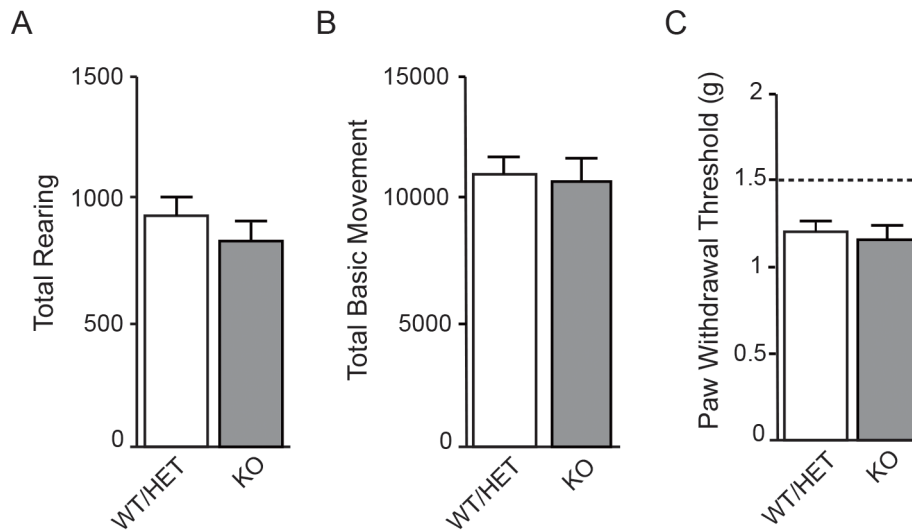 A
Total Rearing
1500
1000
500
0
WT/HET
KO
B
Total Basic Movement
15000
10000
5000
0
WT/HET
KO
C
Paw Withdrawal Threshold (g)
2
1.5
1
0.5
0
WT/HET
KO